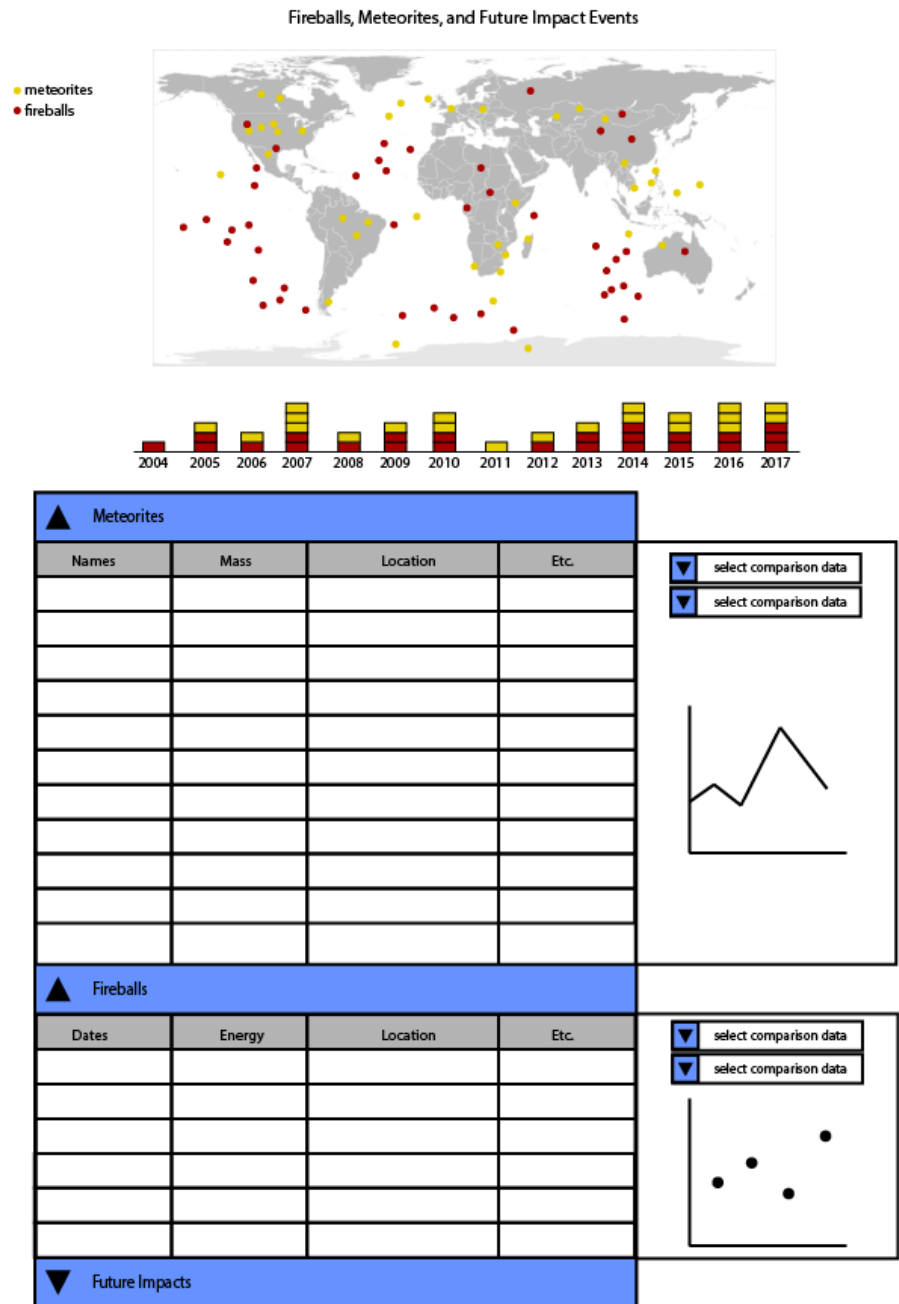 Fireballs, Meteorites, and Future Impact Events
meteorites
fireballs
2004 2005 2006 2007 2008 2009 2010 2011 2012 2013 2014 2015 2016 2017
Meteorites
Names Mass Location Etc.
select comparison data
select comparison data
Fireballs
Dates Energy Location Etc.
select comparison data
select comparison data
Future Impacts